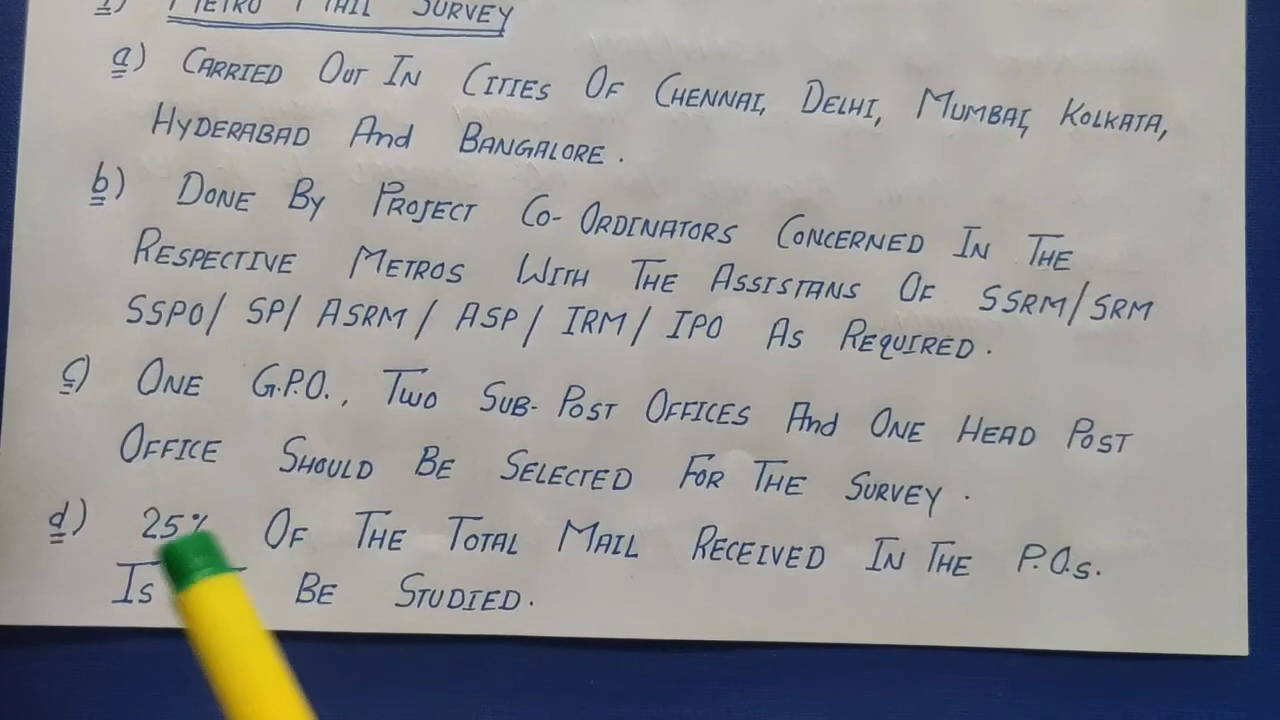 1) METRO MAIL SURVEY
a) CARRIED OUT IN CITIES OF CHENNAI, DELHI, MUMBAI, KOLKATA,
HYDERABAD And BANGALORE.
b) DONE BY PROJECT CO-ORDINATORS CONCERNED IN THE
RESPECTIVE METROS WITH THE ASSISTANS OF SSRM/SRM
SSPO/ SP/ ASRM/ ASP/ IRM/ IPO AS REQUIRED.
c) ONE G.P.O., TWO SUB-POST OFFICES And ONE HEAD POST
OFFICE SHOULD BE SELECTED FOR THE SURVEY.
d) 25% OF THE TOTAL MAIL RECEIVED IN THE P.O.s.
IS BE STUDIED.